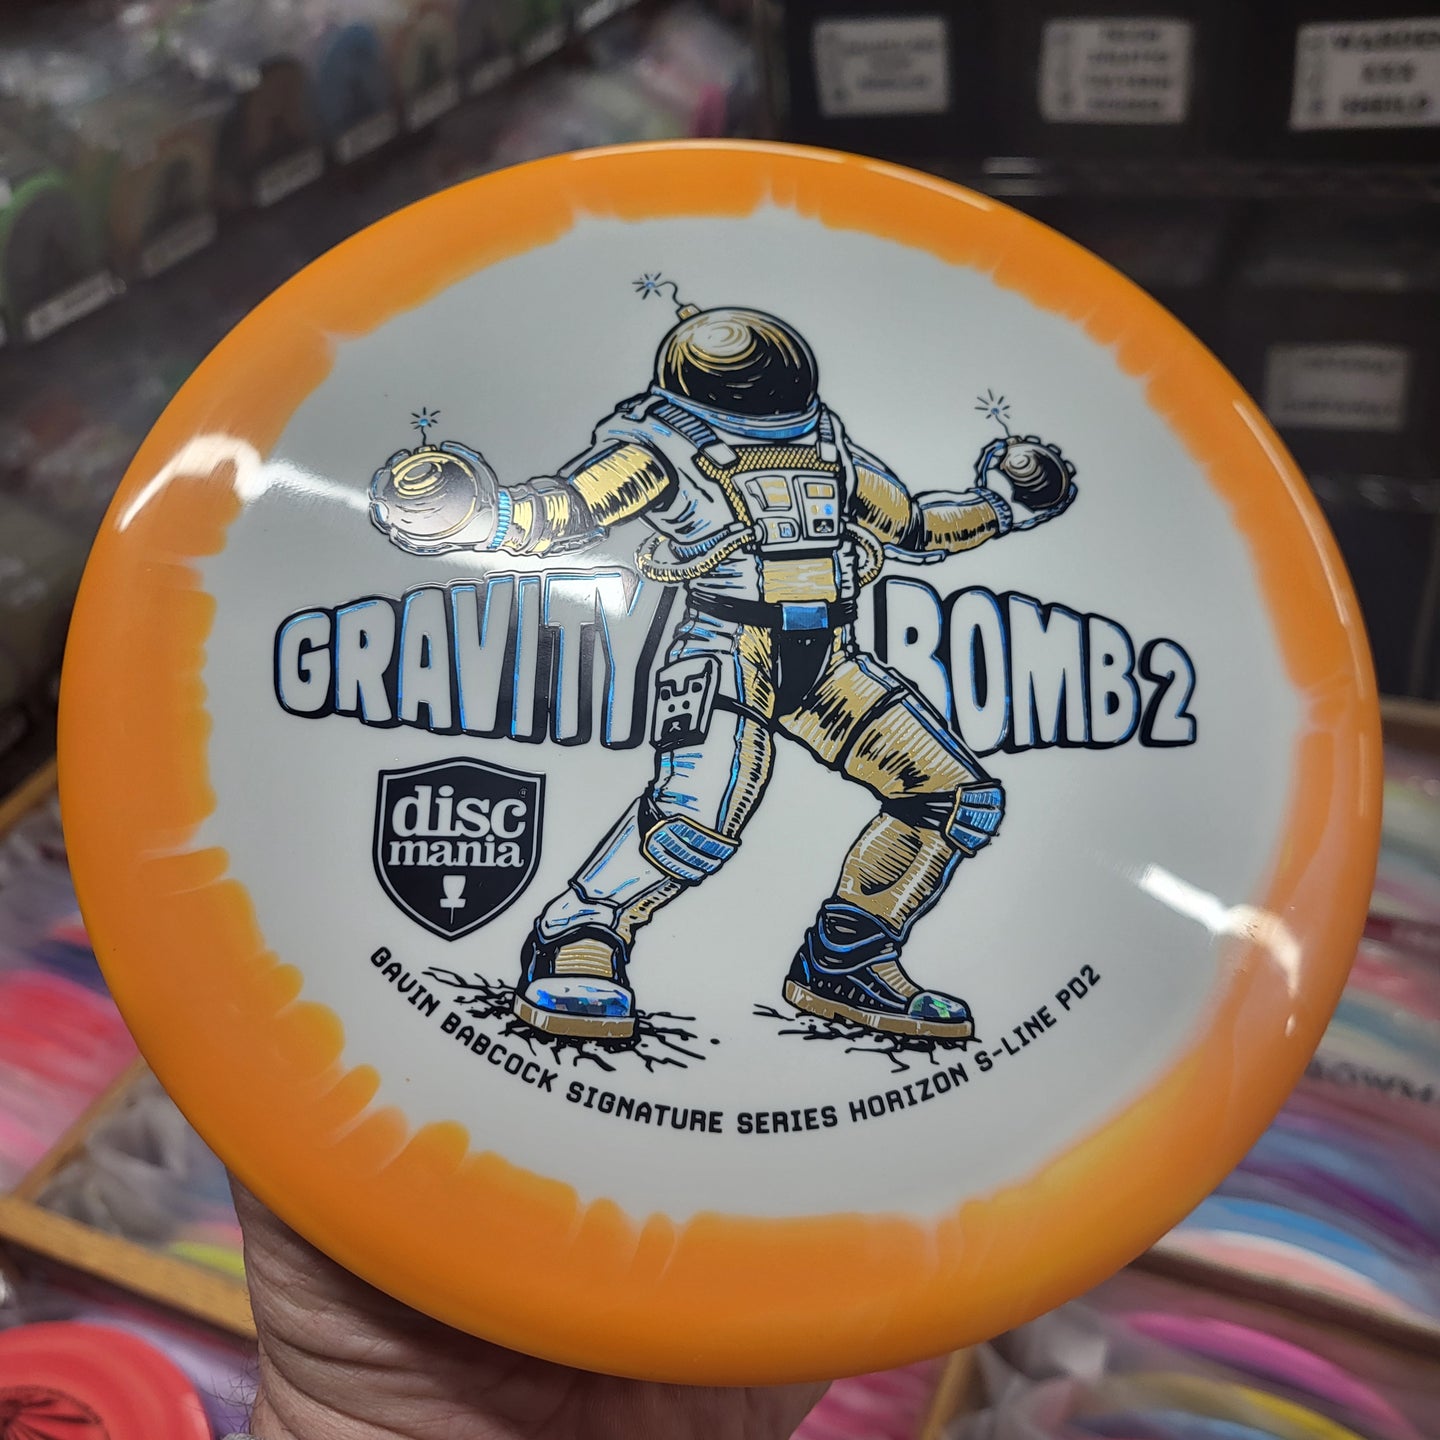 GRAVITY BOMB 2
disc
mania
GAVIN BABCOCK SIGNATURE SERIES HORIZON S-LINE PD2